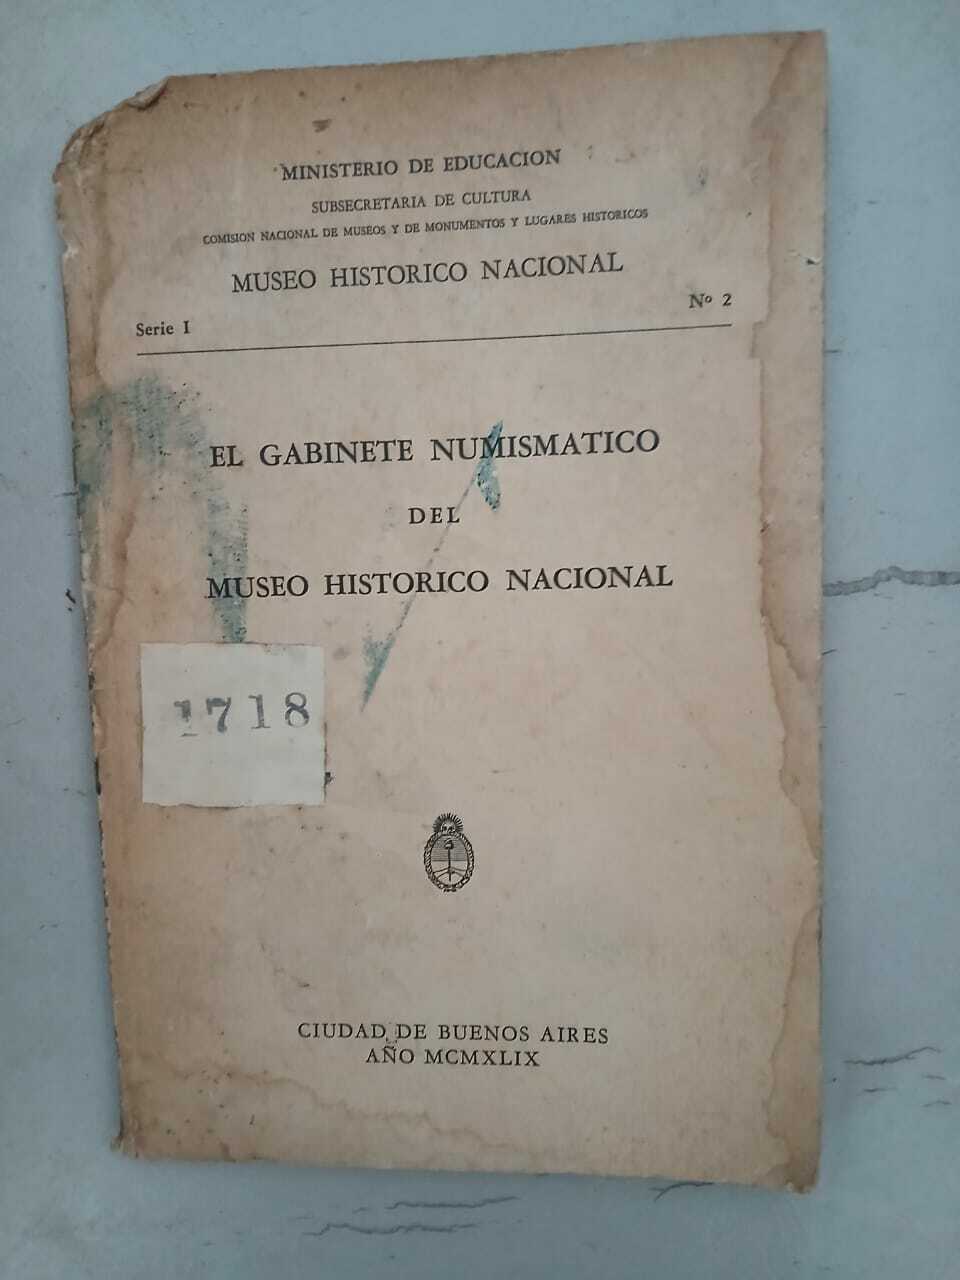 MINISTERIO DE EDUCACION
SUBSECRETARIA DE CULTURA
COMISION NACIONAL DE MUSEOS Y DE MONUMENTOS Y LUGARES HISTORICOS
MUSEO HISTORICO NACIONAL
Serie I Nº 2
EL GABINETE NUMISMATICO
DEL
MUSEO HISTORICO NACIONAL
1718
CIUDAD DE BUENOS AIRES
AÑO MCMXLIX